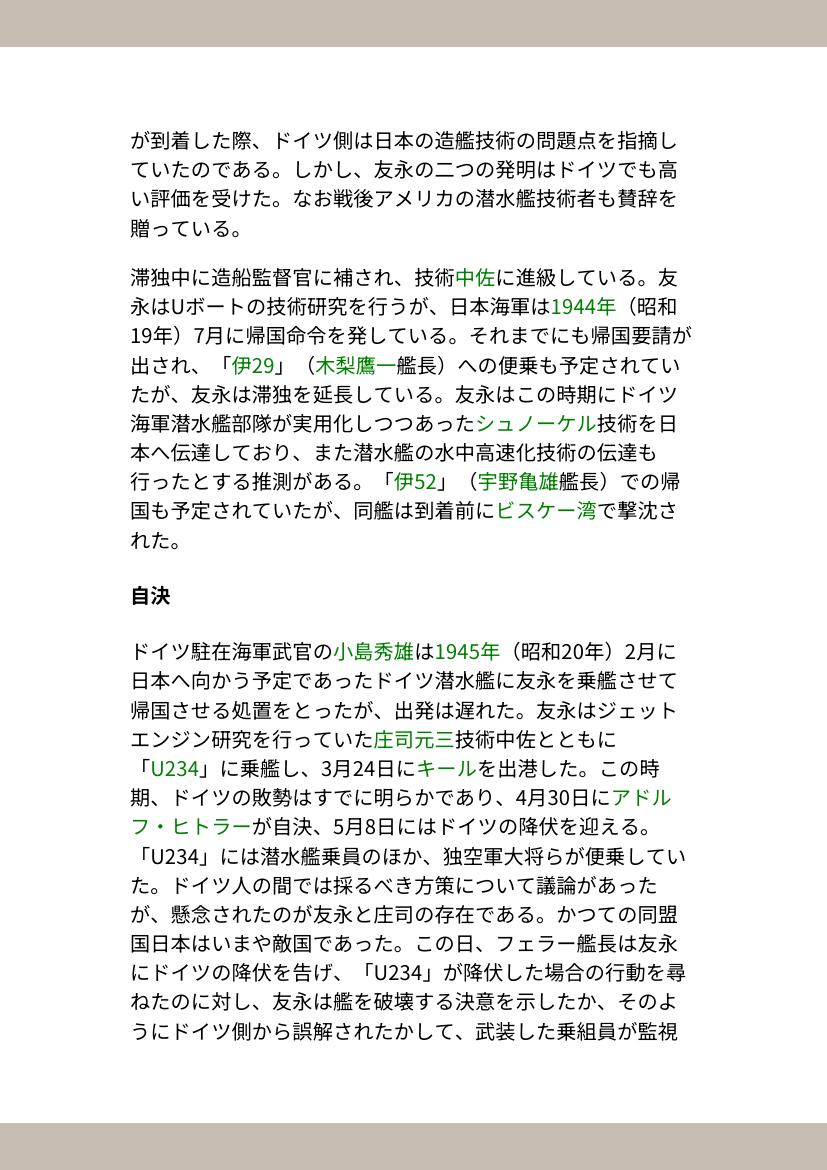 が到着した際、ドイツ側は日本の造艦技術の問題点を指摘し
ていたのである。しかし、友永の二つの発明はドイツでも高
い評価を受けた。なお戦後アメリカの潜水艦技術者も賛辞を
贈っている。
滞独中に造船監督官に補され、技術中佐に進級している。友
永はUボートの技術研究を行うが、日本海軍は1944年（昭和
19年）7月に帰国命令を発している。それまでにも帰国要請が
出され、「伊29」（木梨鷹一艦長）への便乗も予定されてい
たが、友永は滞独を延長している。友永はこの時期にドイツ
海軍潜水艦部隊が実用化しつつあったシュノーケル技術を日
本へ伝達しており、また潜水艦の水中高速化技術の伝達も
行ったとする推測がある。「伊52」（宇野亀雄艦長）での帰
国も予定されていたが、同艦は到着前にビスケー湾で撃沈さ
れた。
自決
ドイツ駐在海軍武官の小島秀雄は1945年（昭和20年）2月に
日本へ向かう予定であったドイツ潜水艦に友永を乗艦させて
帰国させる処置をとったが、出発は遅れた。友永はジェット
エンジン研究を行っていた庄司元三技術中佐とともに
「U234」に乗艦し、3月24日にキールを出港した。この時
期、ドイツの敗勢はすでに明らかであり、4月30日にアドル
フ・ヒトラーが自決、5月8日にはドイツの降伏を迎える。
「U234」には潜水艦乗員のほか、独空軍大将らが便乗してい
た。ドイツ人の間では採るべき方策について議論があった
が、懸念されたのが友永と庄司の存在である。かつての同盟
国日本はいまや敵国であった。この日、フェラー艦長は友永
にドイツの降伏を告げ、「U234」が降伏した場合の行動を尋
ねたのに対し、友永は艦を破壊する決意を示したか、そのよ
うにドイツ側から誤解されたかして、武装した乗組員が監視